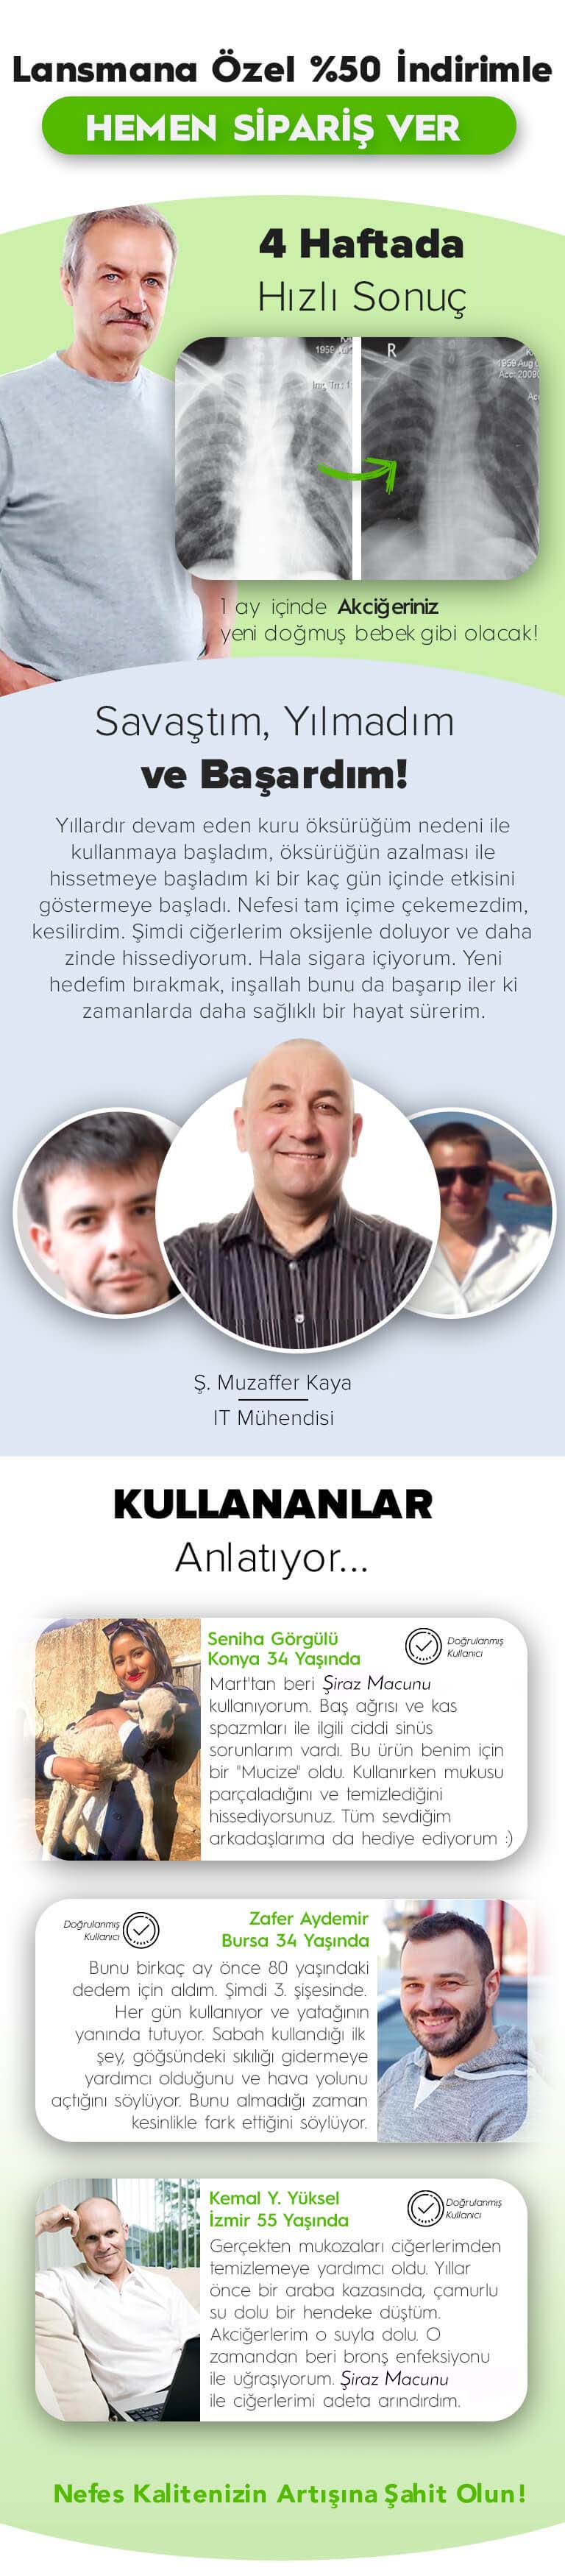 Lansmana Özel %50 İndirimle
HEMEN SİPARİŞ VER
4 Haftada
Hızlı Sonuç
R
1 ay içinde Akciğeriniz
yeni doğmuş bebek gibi olacak!
Savaştım, Yılmadım
ve Başardım!
Yıllardır devam eden kuru öksürüğüm nedeni ile
kullanmaya başladım, öksürüğün azalması ile
hissetmeye başladım ki bir kaç gün içinde etkisini
göstermeye başladı. Nefesi tam içime çekemezdim,
kesilirdim. Şimdi ciğerlerim oksijenle doluyor ve daha
zinde hissediyorum. Hala sigara içiyorum. Yeni
hedefim bırakmak, inşallah bunu da başarıp iler ki
zamanlarda daha sağlıklı bir hayat sürerim.
Ş. Muzaffer Kaya
IT Mühendisi
KULLANANLAR
Anlatıyor...
Seniha Görgülü
Konya 34 Yaşında
Doğrulanmış
Kullanıcı
Mart'tan beri Şiraz Macunu
kullanıyorum. Baş ağrısı ve kas
spazmları ile ilgili ciddi sinüs
sorunlarım vardı. Bu ürün benim için
bir "Mucize" oldu. Kullanırken mukusu
parçaladığını ve temizlediğini
hissediyorsunuz. Tüm sevdiğim
arkadaşlarıma da hediye ediyorum :)
Doğrulanmış
Kullanıcı
Zafer Aydemir
Bursa 34 Yaşında
Bunu birkaç ay önce 80 yaşındaki
dedem için aldım. Şimdi 3. şişesinde.
Her gün kullanıyor ve yatağının
yanında tutuyor. Sabah kullandığı ilk
şey, göğsündeki sıkılığı gidermeye
yardımcı olduğunu ve hava yolunu
açtığını söylüyor. Bunu almadığı zaman
kesinlikle fark ettiğini söylüyor.
Kemal Y. Yüksel
İzmir 55 Yaşında
Doğrulanmış
Kullanıcı
Gerçekten mukozaları ciğerlerimden
temizlemeye yardımcı oldu. Yıllar
önce bir araba kazasında, çamurlu
su dolu bir hendeke düştüm.
Akciğerlerim o suyla dolu. O
zamandan beri bronş enfeksiyonu
ile uğraşıyorum. Şiraz Macunu
ile ciğerlerimi adeta arındırdım.
Nefes Kalitenizin Artışına Şahit Olun!